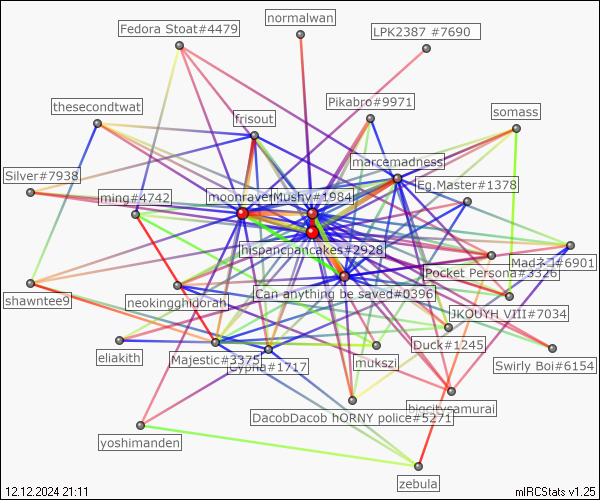 normalwan
Fedora Stoat#4479
LPK2387 #7690
thesecondtwat
Pikabro#9971
somass
frisout
marcemadness
Silver#7938
Eg.Master#1378
ming#4742
Mushy#1984
hispancpancakes#2928
Madネコ#6901
Pocket Persona#3326
Can anything be saved#0396
shawntee9
neokingghidorah
JKOUYH VIII#7034
Duck#1245
eliakith
Majestic#3375
mukszi
Swirly Boi#6154
DacobDacob hORNY police#5271
bigcitysamurai
yoshimanden
zebula
12.12.2024 21:11
mIRCStats v1.25